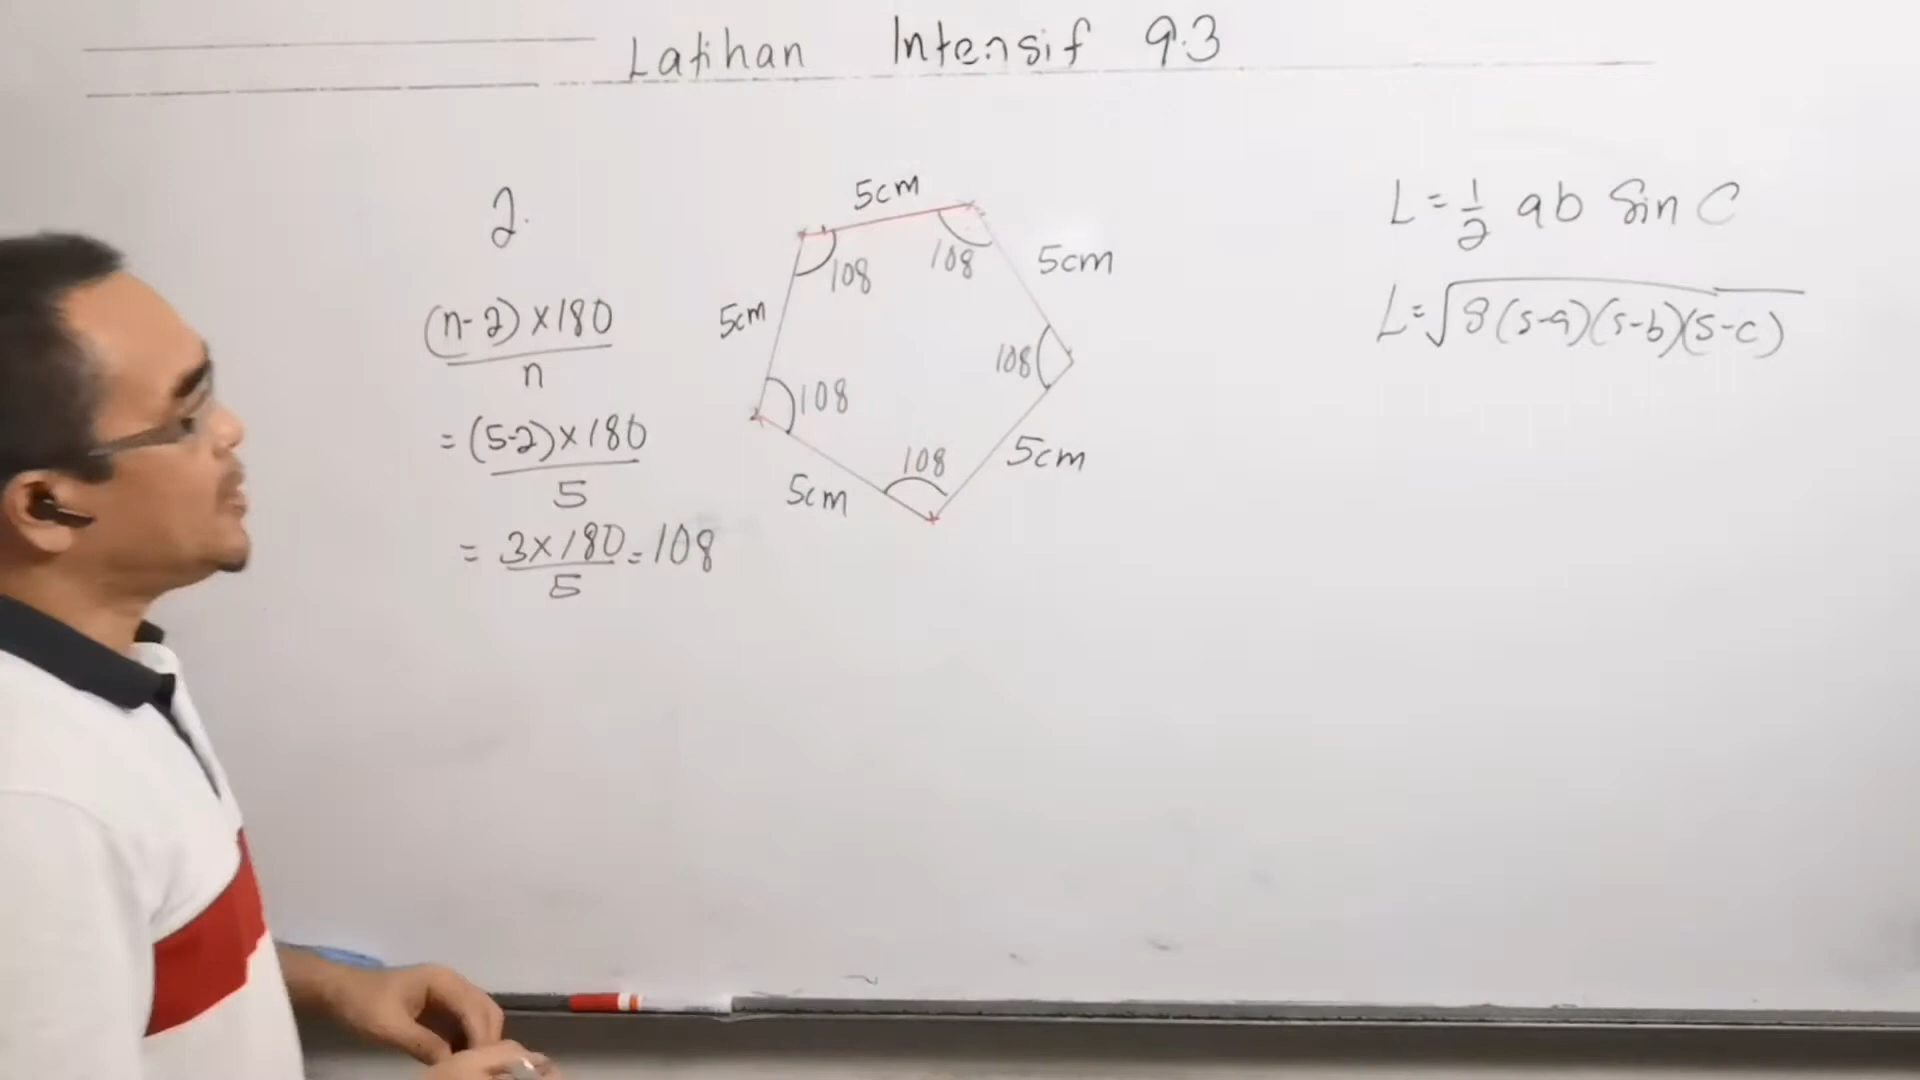 Latihan Intensif 9.3
2.
(n-2)×180
n
=(5-2)×180
5
= 3×180 = 108
5
5cm
5cm
5cm
5cm
5cm
108
108
108
108
108
L = 1/2 ab Sin C
L = √8(s-a)(s-b)(s-c)